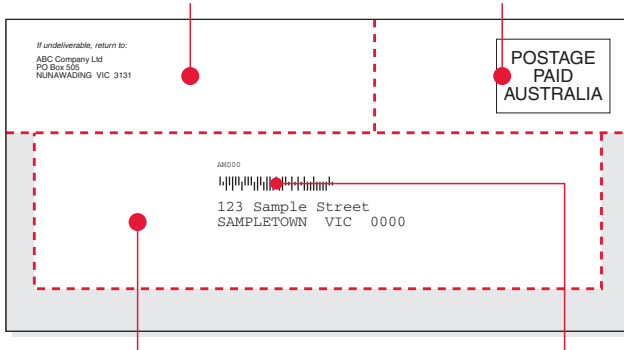 If undeliverable, return to:
ABC Company Ltd
PO Box 505
NUNAWADING VIC 3131
POSTAGE
PAID
AUSTRALIA
AM000
123 Sample Street
SAMPLETOWN VIC 0000